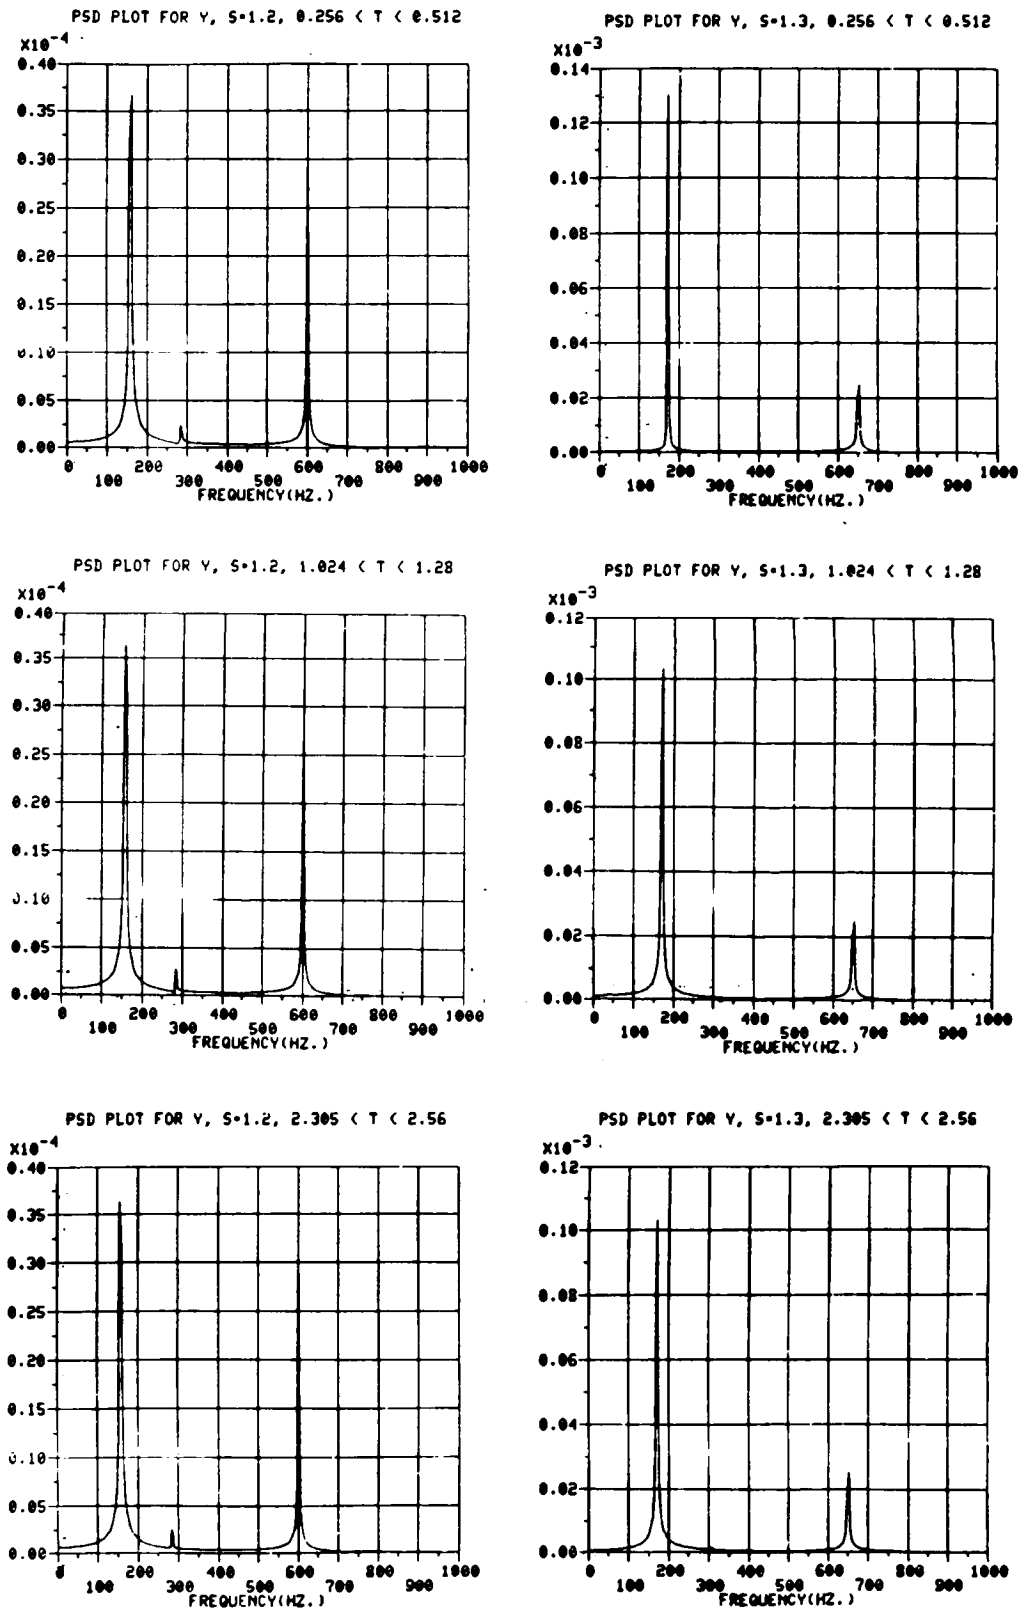 PSD PLOT FOR Y, S=1.2, 0.256 < T < 0.512
X10-4
0.40
0.35
0.30
0.25
0.20
0.15
0.10
0.05
0.00
0 200 400 600 800 1000
100 300 500 700 900
FREQUENCY(HZ.)
PSD PLOT FOR Y, S=1.3, 0.256 < T < 0.512
X10-3
0.14
0.12
0.10
0.08
0.06
0.04
0.02
0.00
0 200 400 600 800 1000
100 300 500 700 900
FREQUENCY(HZ.)
PSD PLOT FOR Y, S=1.2, 1.024 < T < 1.28
X10-4
0.40
0.35
0.30
0.25
0.20
0.15
0.10
0.05
0.00
0 200 400 600 800 1000
100 300 500 700 900
FREQUENCY(HZ.)
PSD PLOT FOR Y, S=1.3, 1.024 < T < 1.28
X10-3
0.12
0.10
0.08
0.06
0.04
0.02
0.00
0 200 400 600 800 1000
100 300 500 700 900
FREQUENCY(HZ.)
PSD PLOT FOR Y, S=1.2, 2.305 < T < 2.56
X10-4
0.40
0.35
0.30
0.25
0.20
0.15
0.10
0.05
0.00
0 200 400 600 800 1000
100 300 500 700 900
FREQUENCY(HZ.)
PSD PLOT FOR Y, S=1.3, 2.305 < T < 2.56
X10-3
0.12
0.10
0.08
0.06
0.04
0.02
0.00
0 200 400 600 800 1000
100 300 500 700 900
FREQUENCY(HZ.)